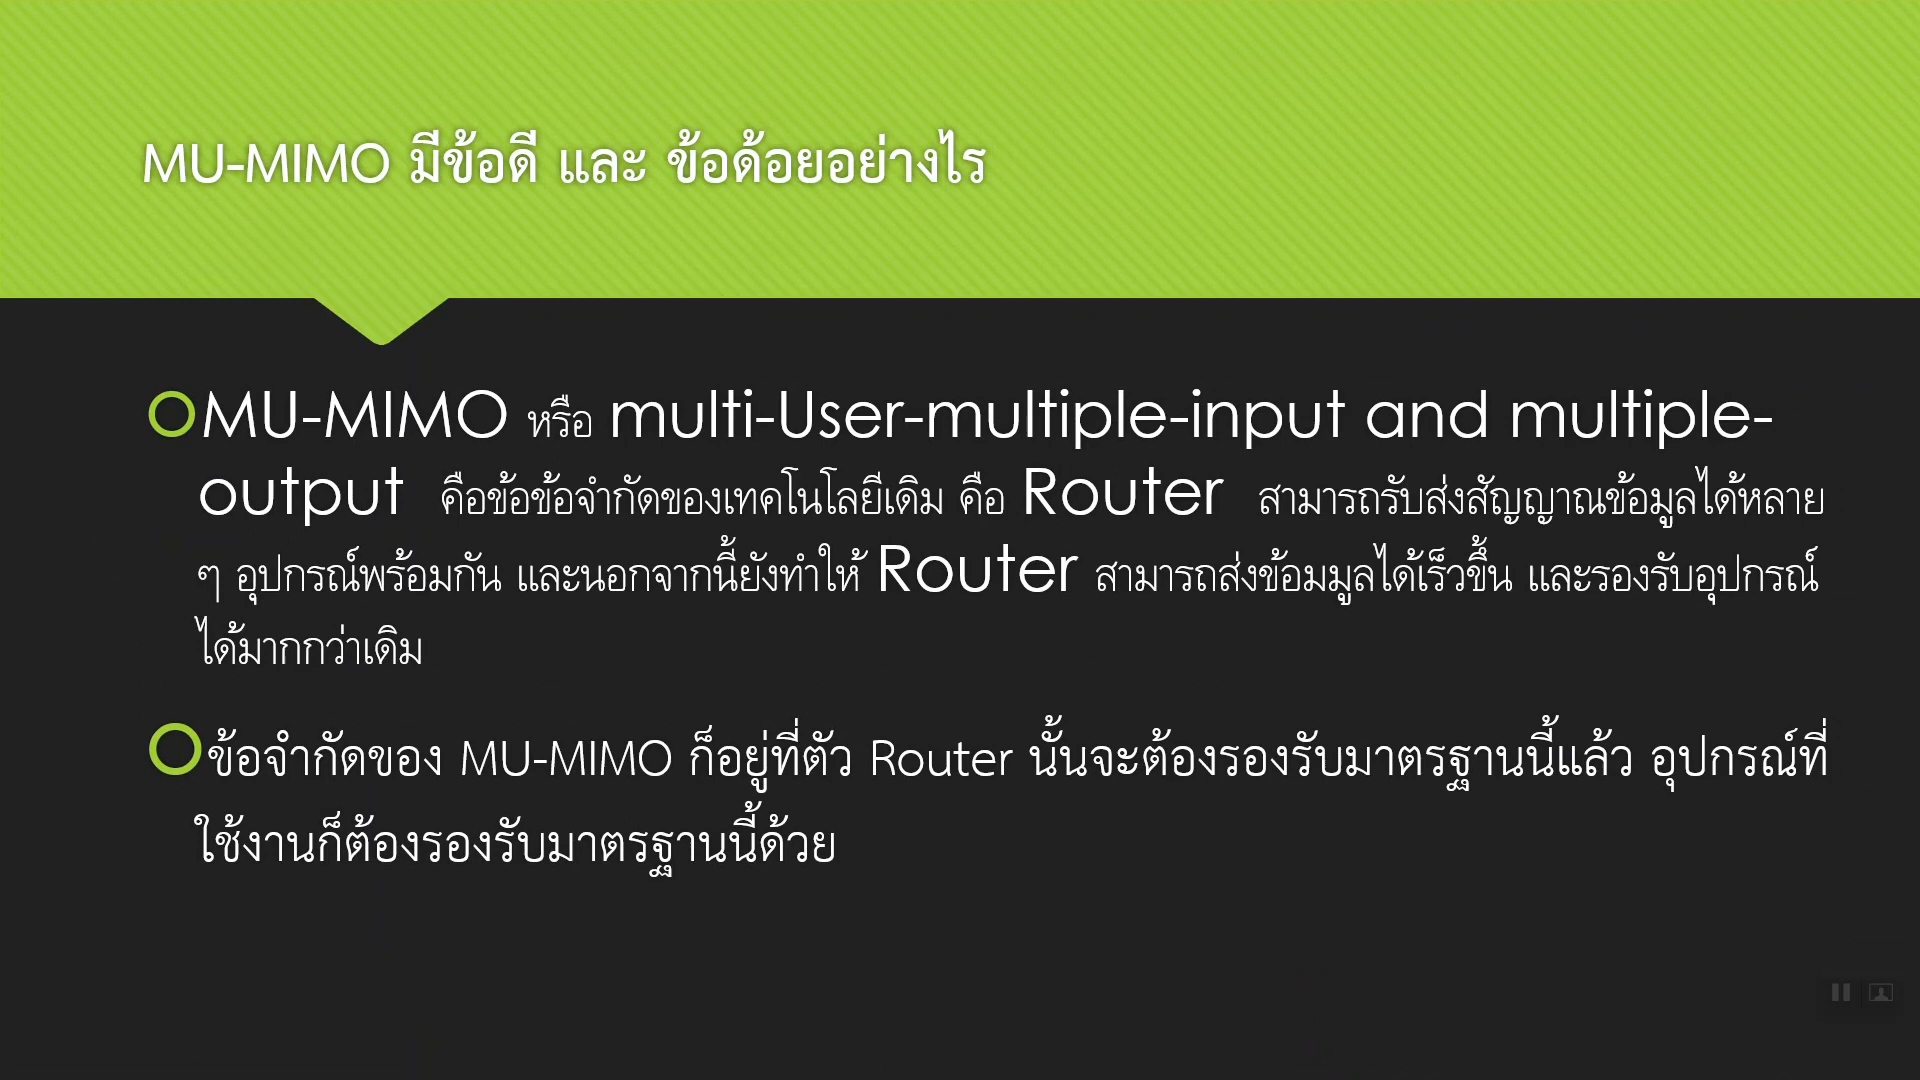 MU-MIMO มีข้อดี และ ข้อด้อยอย่างไร
MU-MIMO หรือ multi-User-multiple-input and multiple-
output คือข้อข้อจำกัดของเทคโนโลยีเดิม คือ Router สามารถรับส่งสัญญาณข้อมูลได้หลาย
ๆ อุปกรณ์พร้อมกัน และนอกจากนี้ยังทำให้ Router สามารถส่งข้อมมูลได้เร็วขึ้น และรองรับอุปกรณ์
ได้มากกว่าเดิม
ข้อจำกัดของ MU-MIMO ก็อยู่ที่ตัว Router นั้นจะต้องรองรับมาตรฐานนี้แล้ว อุปกรณ์ที่
ใช้งานก็ต้องรองรับมาตรฐานนี้ด้วย